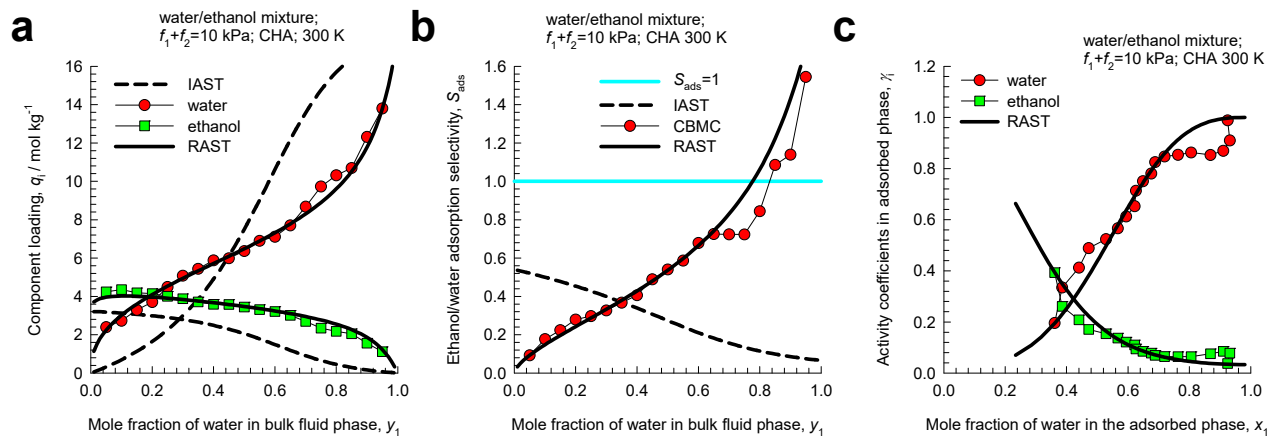 a
water/ethanol mixture;
f1+f2=10 kPa; CHA; 300 K
16
14
12
10
8
6
4
2
0
Component loading, qi / mol kg-1
IAST
water
ethanol
RAST
0.0 0.2 0.4 0.6 0.8 1.0
Mole fraction of water in bulk fluid phase, y1
b
water/ethanol mixture;
f1+f2=10 kPa; CHA 300 K
1.6
1.4
1.2
1.0
0.8
0.6
0.4
0.2
0.0
Ethanol/water adsorption selectivity, Sads
Sads=1
IAST
CBMC
RAST
0.0 0.2 0.4 0.6 0.8 1.0
Mole fraction of water in bulk fluid phase, y1
c
water/ethanol mixture;
f1+f2=10 kPa; CHA 300 K
1.2
1.0
0.8
0.6
0.4
0.2
0.0
Activity coefficients in adsorbed phase, γi
water
ethanol
RAST
0.0 0.2 0.4 0.6 0.8 1.0
Mole fraction of water in the adsorbed phase, x1